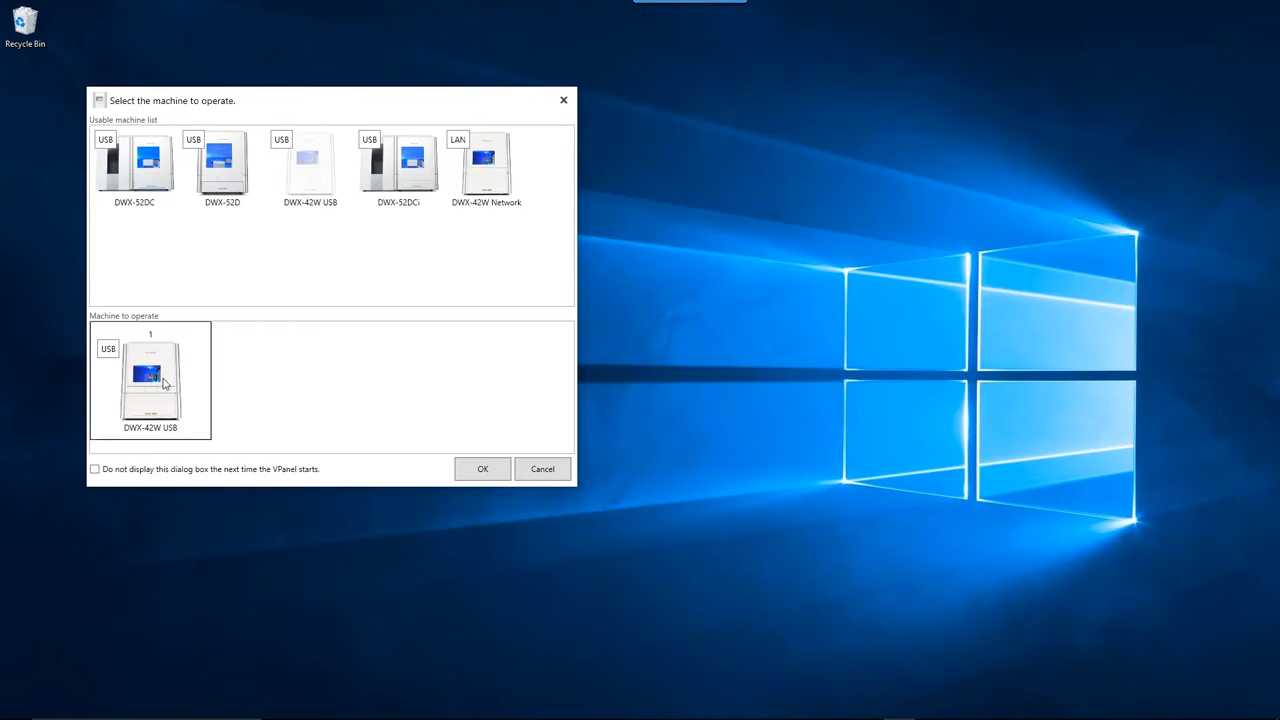 Recycle Bin
Select the machine to operate.
Usable machine list
USB
USB
USB
USB
LAN
DWX-52DC
DWX-52D
DWX-42W USB
DWX-52DCi
DWX-42W Network
Machine to operate
1
USB
DWX-42W USB
Do not display this dialog box the next time the VPanel starts.
OK
Cancel